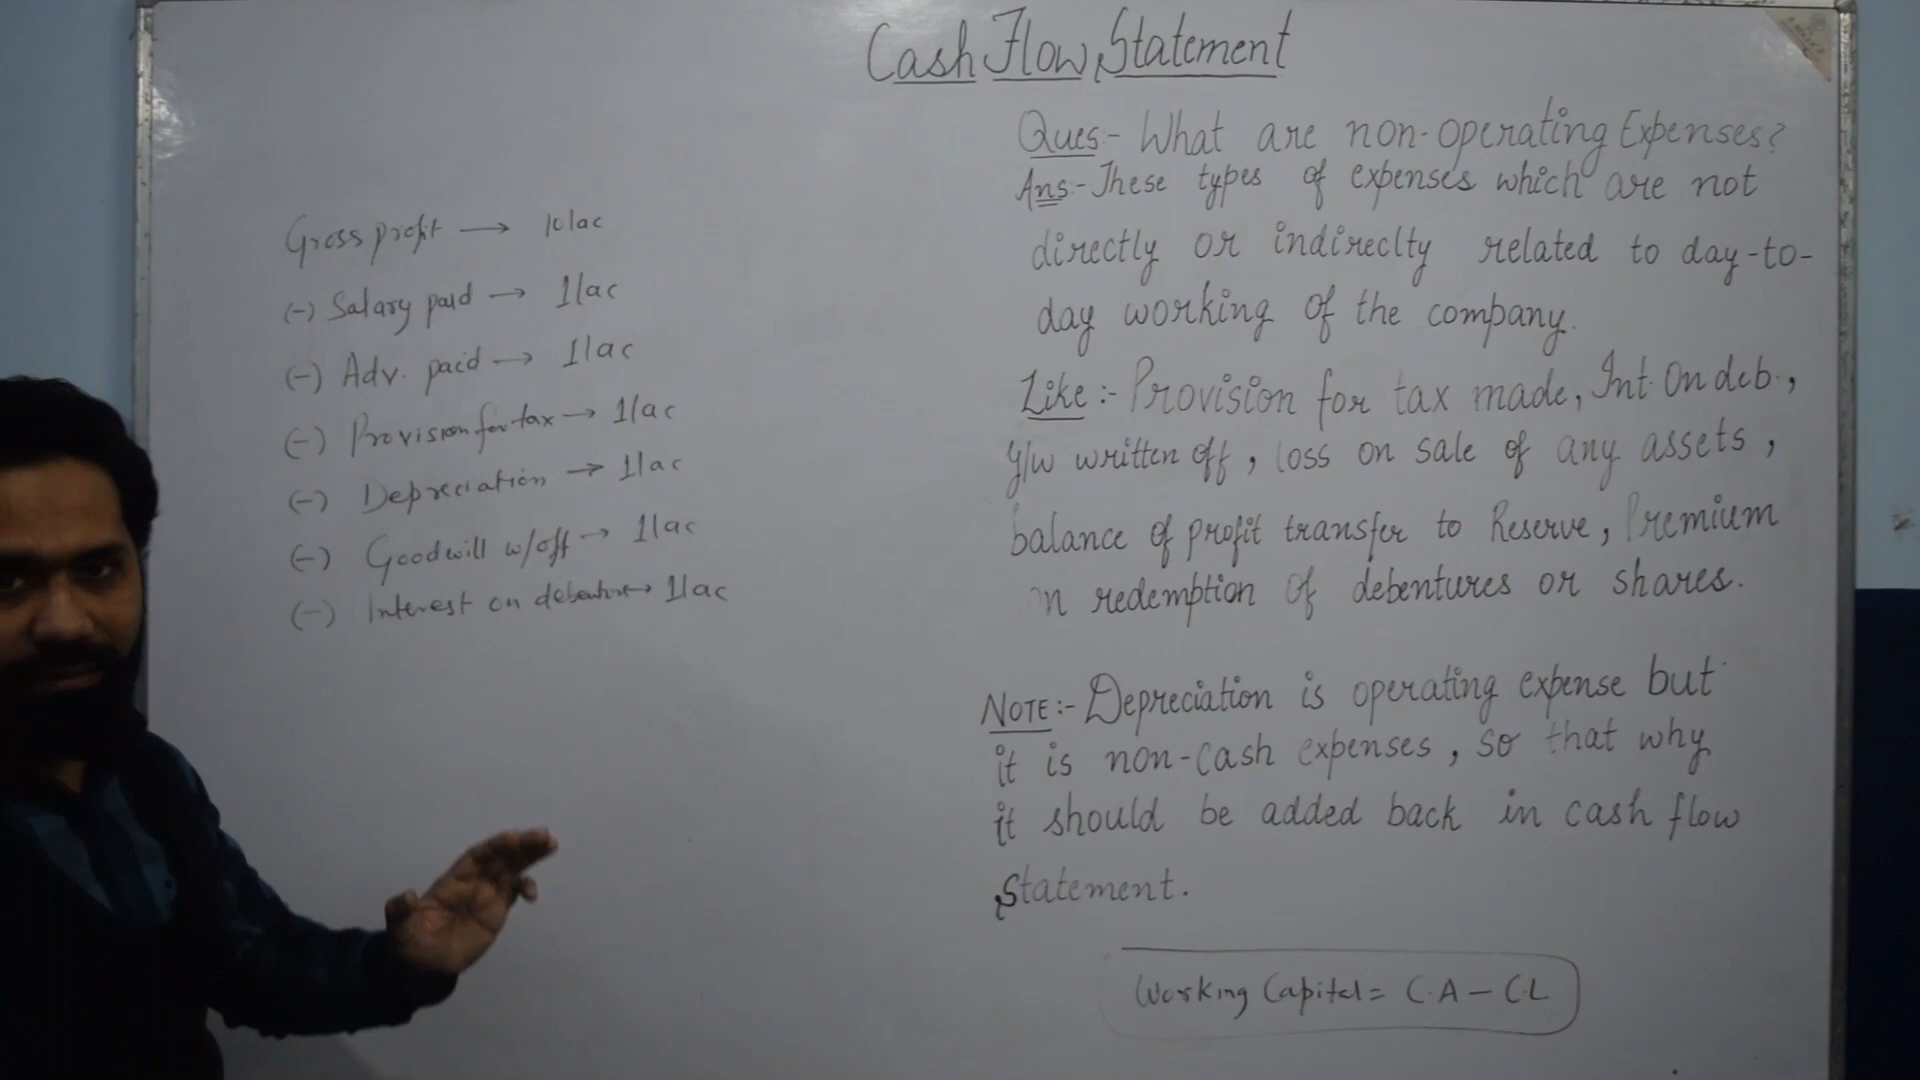 Cash Flow Statement
Gross profit → 10lac
(-) Salary paid → 1lac
(-) Adv. paid → 1lac
(-) Provision for tax → 1lac
(-) Depreciation → 1lac
(-) Goodwill w/off → 1lac
(-) Interest on debenture → 1lac
Ques:- What are non-operating Expenses?
Ans:- These types of expenses which are not
directly or indireclty related to day-to-
day working of the company.
Like :- Provision for tax made, Int. On deb.,
g/w written off, loss on sale of any assets,
balance of profit transfer to Reserve, Premium
n redemption of debentures or shares.
NOTE :- Depreciation is operating expense but
it is non-cash expenses, so that why
it should be added back in cash flow
Statement.
Working Capital = C.A – C.L